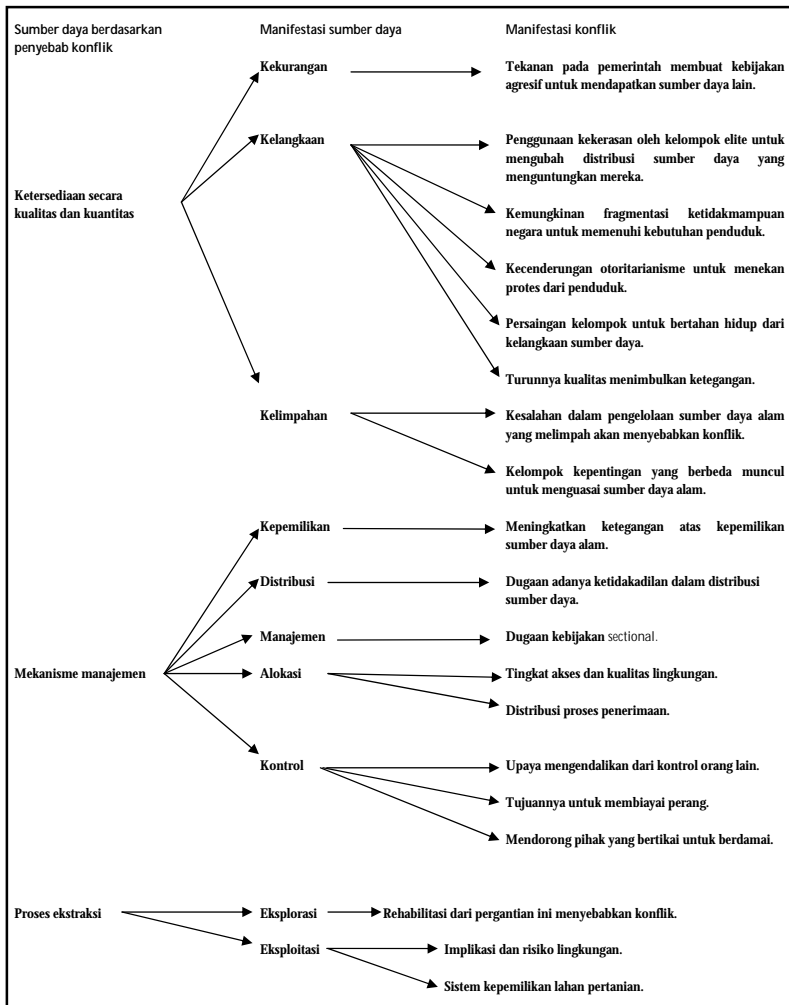 Sumber daya berdasarkan
penyebab konflik
Manifestasi sumber daya
Manifestasi konflik
Kekurangan
Tekanan pada pemerintah membuat kebijakan
agresif untuk mendapatkan sumber daya lain.
Kelangkaan
Penggunaan kekerasan oleh kelompok elite untuk
mengubah distribusi sumber daya yang
menguntungkan mereka.
Ketersediaan secara
kualitas dan kuantitas
Kemungkinan fragmentasi ketidakmampuan
negara untuk memenuhi kebutuhan penduduk.
Kecenderungan otoritarianisme untuk menekan
protes dari penduduk.
Persaingan kelompok untuk bertahan hidup dari
kelangkaan sumber daya.
Turunnya kualitas menimbulkan ketegangan.
Kelimpahan
Kesalahan dalam pengelolaan sumber daya alam
yang melimpah akan menyebabkan konflik.
Kelompok kepentingan yang berbeda muncul
untuk menguasai sumber daya alam.
Kepemilikan
Meningkatkan ketegangan atas kepemilikan
sumber daya alam.
Distribusi
Dugaan adanya ketidakadilan dalam distribusi
sumber daya.
Manajemen
Dugaan kebijakan sectional.
Mekanisme manajemen
Alokasi
Tingkat akses dan kualitas lingkungan.
Distribusi proses penerimaan.
Kontrol
Upaya mengendalikan dari kontrol orang lain.
Tujuannya untuk membiayai perang.
Mendorong pihak yang bertikai untuk berdamai.
Proses ekstraksi
Eksplorasi
Rehabilitasi dari pergantian ini menyebabkan konflik.
Eksploitasi
Implikasi dan risiko lingkungan.
Sistem kepemilikan lahan pertanian.